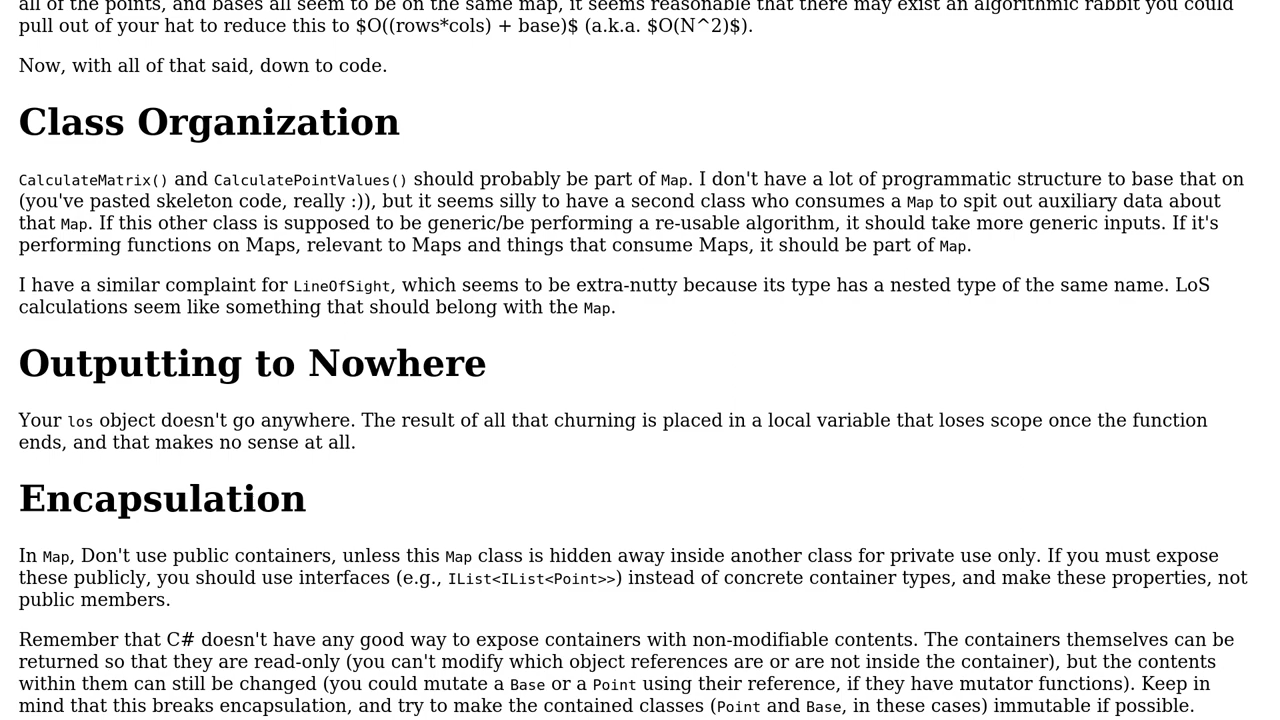 all of the points, and bases all seem to be on the same map, it seems reasonable that there may exist an algorithmic rabbit you could
pull out of your hat to reduce this to $O((rows*cols) + base)$ (a.k.a. $O(N^2)$).
Now, with all of that said, down to code.
Class Organization
CalculateMatrix() and CalculatePointValues() should probably be part of Map. I don't have a lot of programmatic structure to base that on
(you've pasted skeleton code, really :)), but it seems silly to have a second class who consumes a Map to spit out auxiliary data about
that Map. If this other class is supposed to be generic/be performing a re-usable algorithm, it should take more generic inputs. If it's
performing functions on Maps, relevant to Maps and things that consume Maps, it should be part of Map.
I have a similar complaint for LineOfSight, which seems to be extra-nutty because its type has a nested type of the same name. LoS
calculations seem like something that should belong with the Map.
Outputting to Nowhere
Your los object doesn't go anywhere. The result of all that churning is placed in a local variable that loses scope once the function
ends, and that makes no sense at all.
Encapsulation
In Map, Don't use public containers, unless this Map class is hidden away inside another class for private use only. If you must expose
these publicly, you should use interfaces (e.g., IList<IList<Point>>) instead of concrete container types, and make these properties, not
public members.
Remember that C# doesn't have any good way to expose containers with non-modifiable contents. The containers themselves can be
returned so that they are read-only (you can't modify which object references are or are not inside the container), but the contents
within them can still be changed (you could mutate a Base or a Point using their reference, if they have mutator functions). Keep in
mind that this breaks encapsulation, and try to make the contained classes (Point and Base, in these cases) immutable if possible.